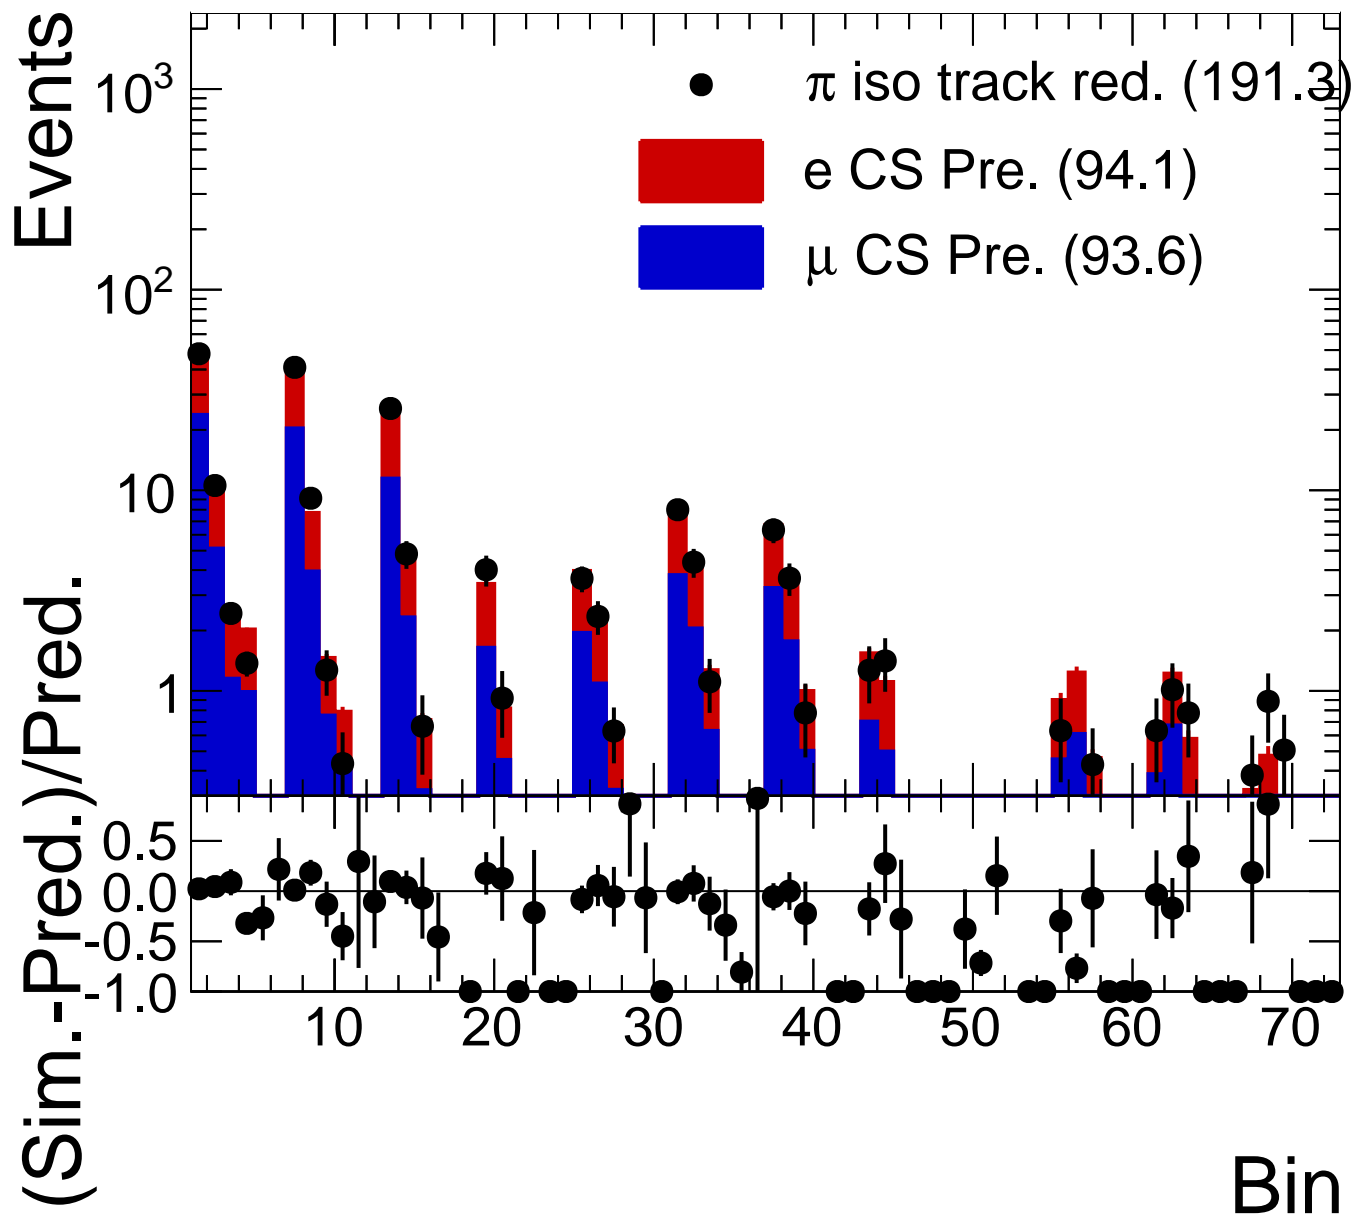 Events
10³
10²
10
1
π iso track red. (191.3)
e CS Pre. (94.1)
μ CS Pre. (93.6)
(Sim.-Pred.)/Pred.
0.5
0.0
-0.5
-1.0
10 20 30 40 50 60 70
Bin